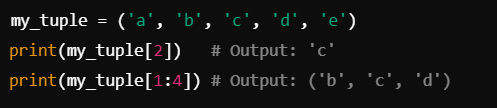 my_tuple = ('a', 'b', 'c', 'd', 'e')
print(my_tuple[2])   # Output: 'c'
print(my_tuple[1:4]) # Output: ('b', 'c', 'd')